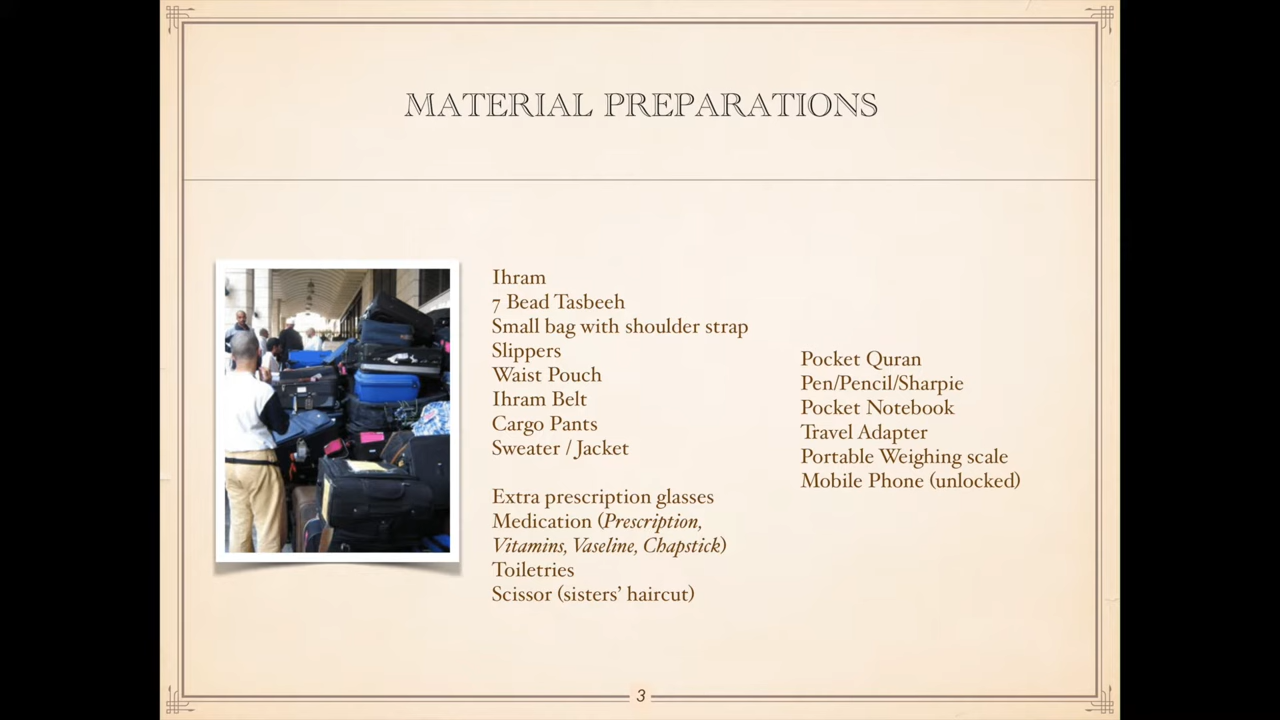 MATERIAL PREPARATIONS
Ihram
7 Bead Tasbeeh
Small bag with shoulder strap
Slippers
Waist Pouch
Ihram Belt
Cargo Pants
Sweater / Jacket
Extra prescription glasses
Medication (Prescription,
Vitamins, Vaseline, Chapstick)
Toiletries
Scissor (sisters’ haircut)
Pocket Quran
Pen/Pencil/Sharpie
Pocket Notebook
Travel Adapter
Portable Weighing scale
Mobile Phone (unlocked)
3